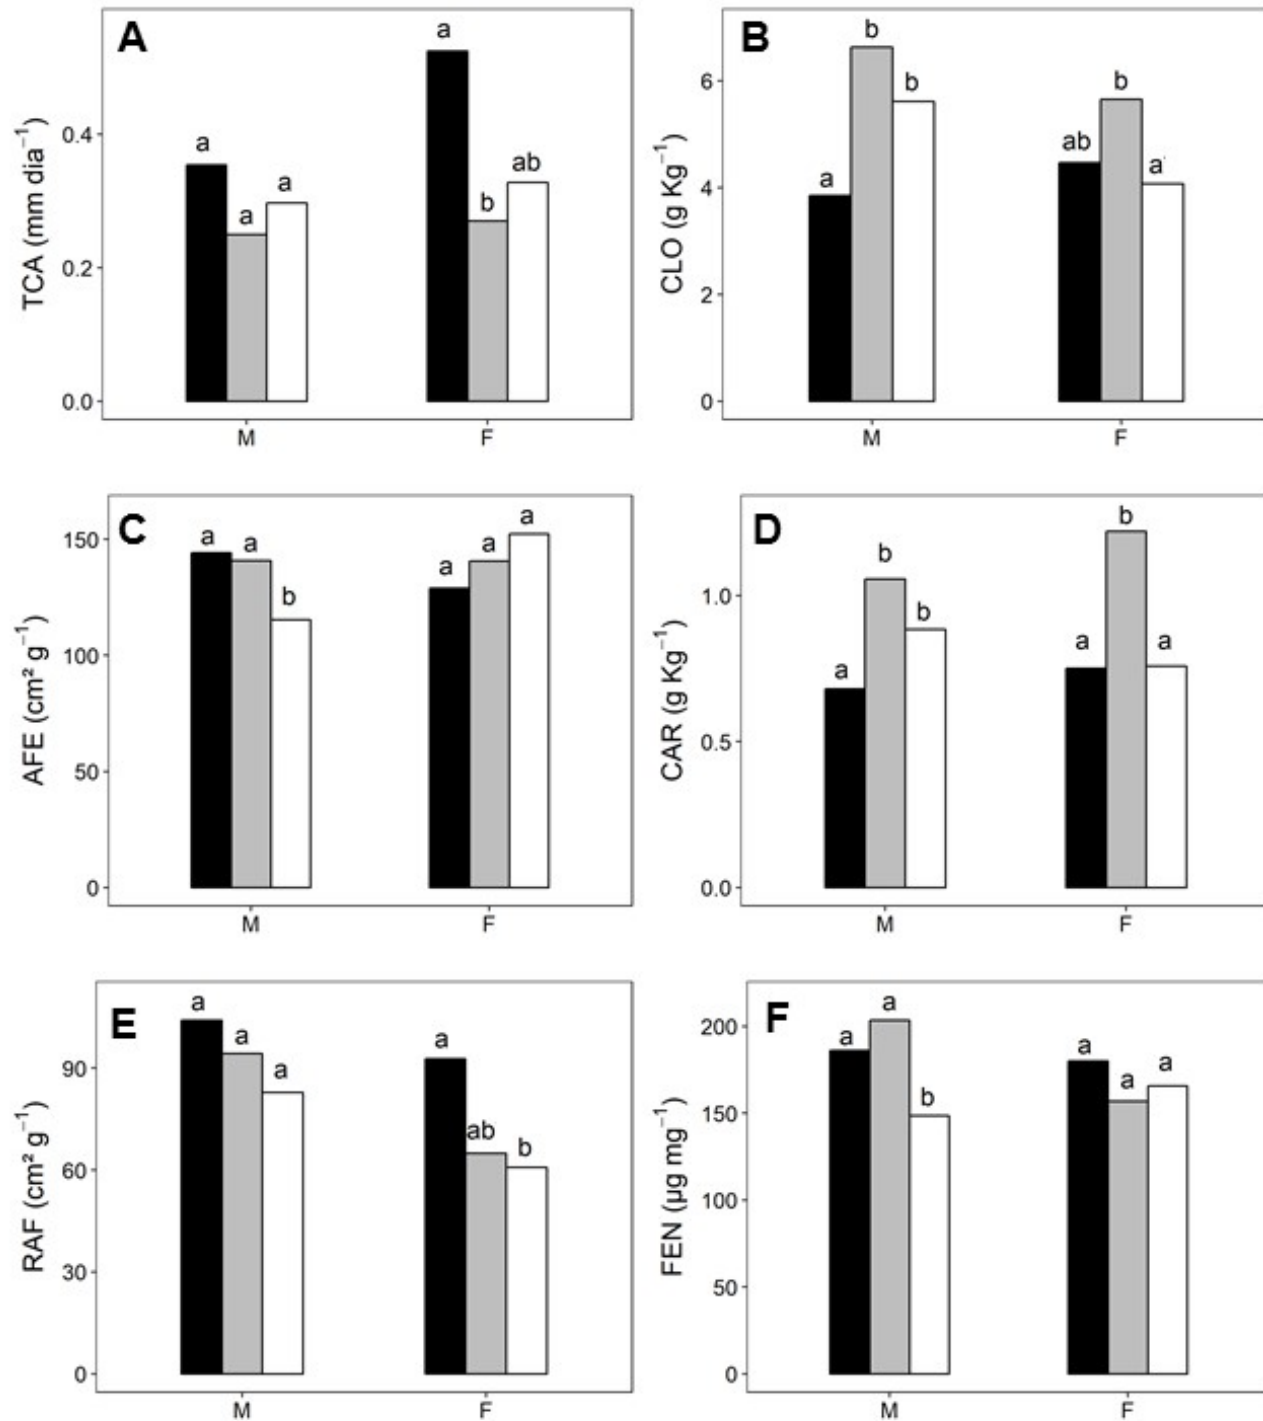 A
TCA (mm dia⁻¹)
0.4
0.2
0.0
a
a
a
a
b
ab
M
F
B
CLO (g Kg⁻¹)
6
4
2
0
a
b
b
ab
b
a
M
F
C
AFE (cm² g⁻¹)
150
100
50
0
a
a
b
a
a
a
M
F
D
CAR (g Kg⁻¹)
1.0
0.5
0.0
a
b
b
a
b
a
M
F
E
RAF (cm² g⁻¹)
90
60
30
0
a
a
a
a
ab
b
M
F
F
FEN (µg mg⁻¹)
200
150
100
50
0
a
a
b
a
a
a
M
F